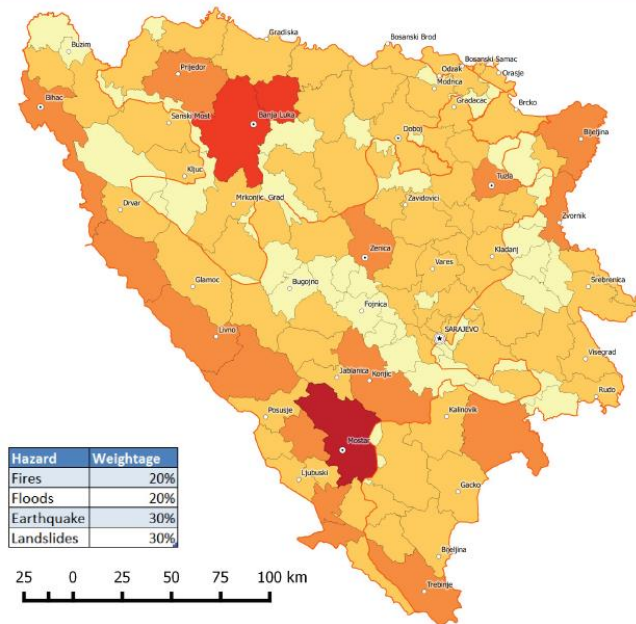 Gradiska
Bosanski Brod
Buzim
Bosanski Samac
Odzak
Orasje
Prijedor
Modrica
Bihac
Gradacac
Brcko
Sanski Most
Banja Luka
Doboj
Bijeljina
Kljuc
Tuzla
Mrkonjic Grad
Zavidovici
Drvar
Zvornik
Zenica
Kladanj
Vares
Glamoc
Bugojno
Srebrenica
Fojnica
SARAJEVO
Livno
Visegrad
Jablanica
Konjic
Rudo
Posusje
Kalinovik
Mostar
Hazard Weightage
Fires 20%
Floods 20%
Earthquake 30%
Landslides 30%
Ljubuski
Gacko
Bijeljina
25 0 25 50 75 100 km
Trebinje